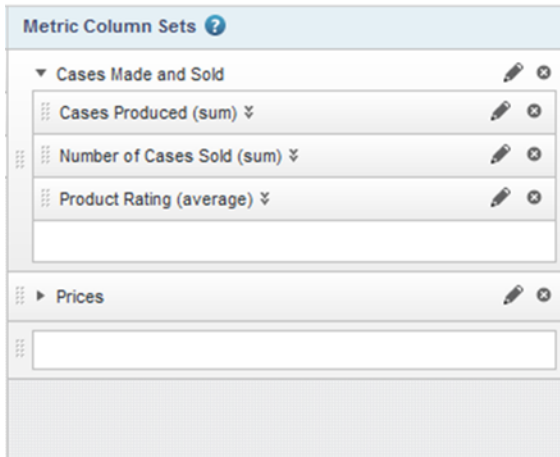 Metric Column Sets ?
Cases Made and Sold
Cases Produced (sum)
Number of Cases Sold (sum)
Product Rating (average)
Prices